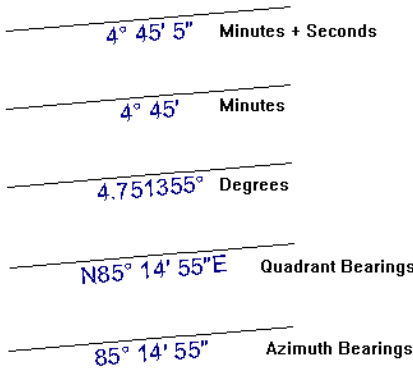 4° 45' 5" Minutes + Seconds
4° 45' Minutes
4.751355° Degrees
N85° 14' 55"E Quadrant Bearings
85° 14' 55" Azimuth Bearings